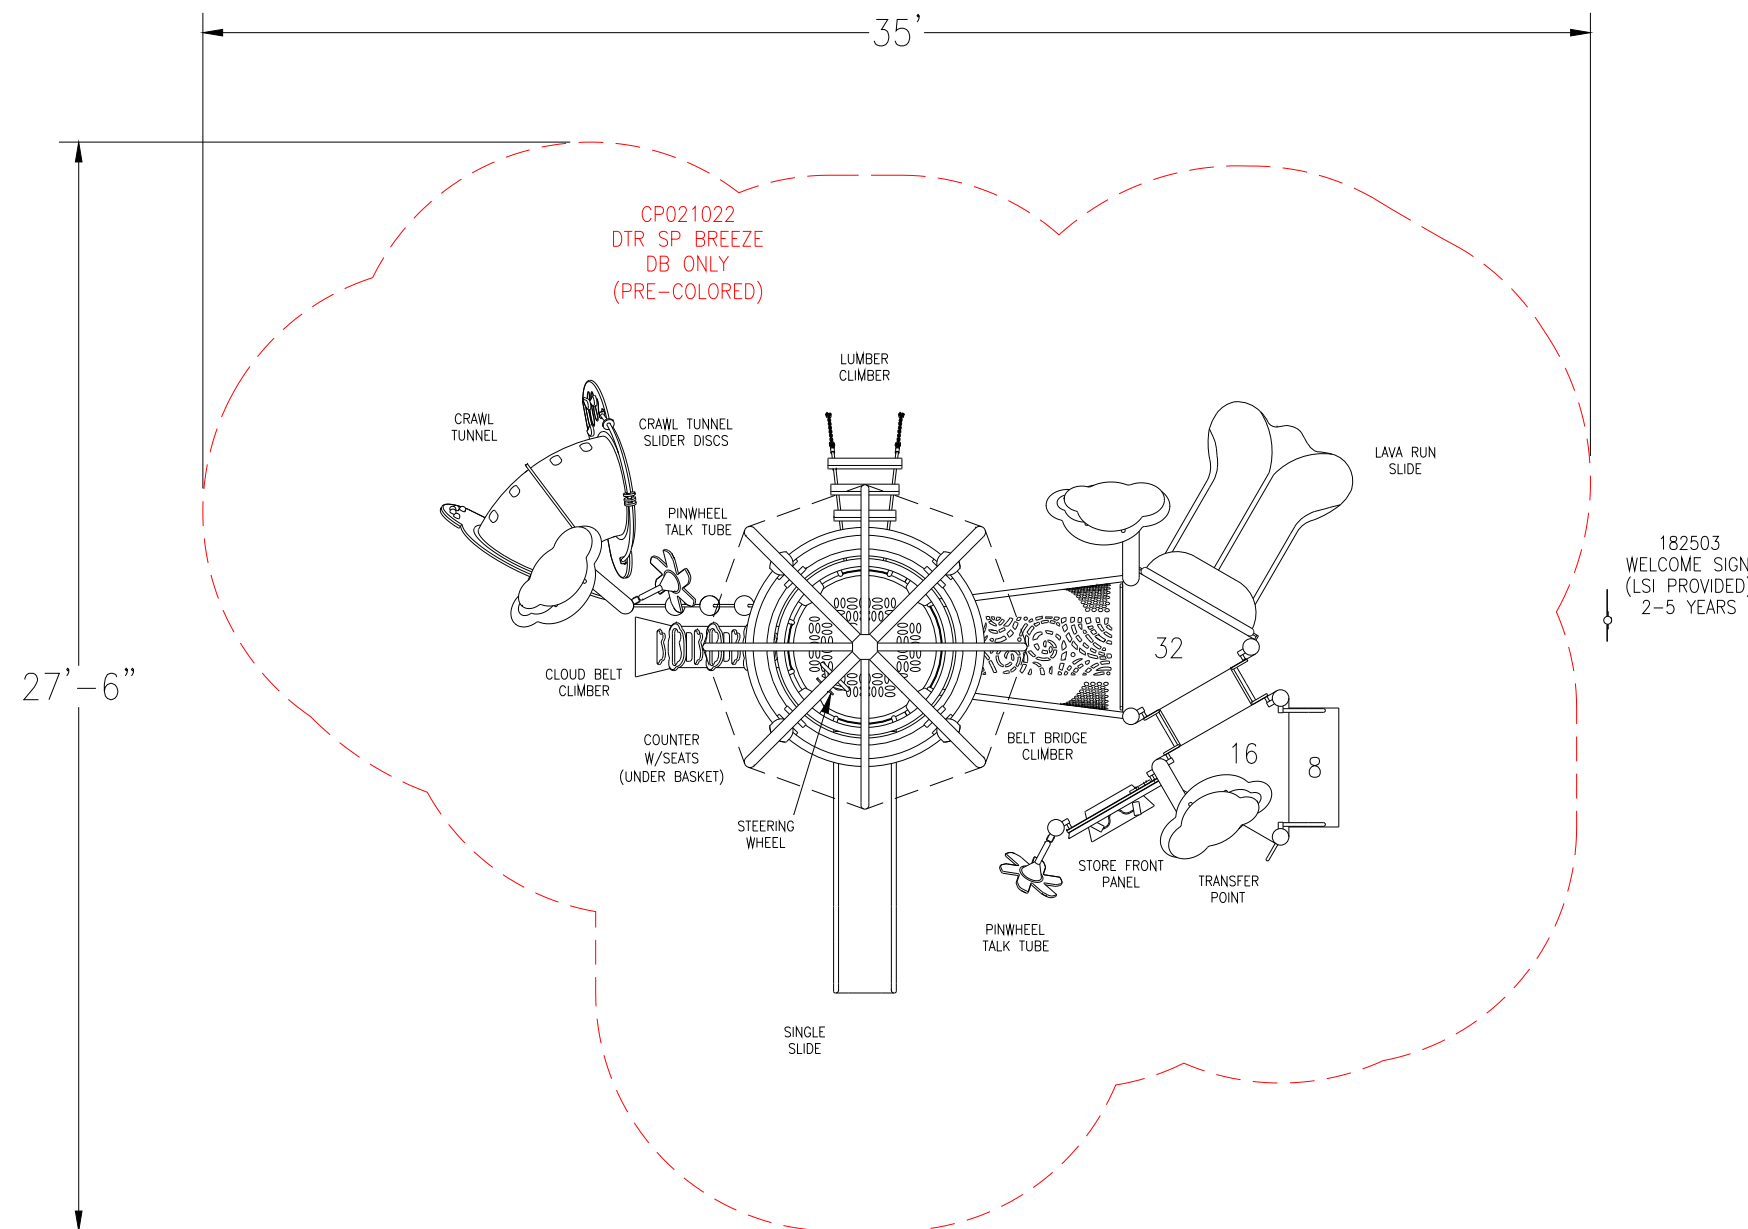 35'
CP021022
DTR SP BREEZE
DB ONLY
(PRE-COLORED)
LUMBER
CLIMBER
CRAWL
TUNNEL
CRAWL TUNNEL
SLIDER DISCS
LAVA RUN
SLIDE
PINWHEEL
TALK TUBE
182503
WELCOME SIGN
(LSI PROVIDED)
2-5 YEARS
32
27'-6"
CLOUD BELT
CLIMBER
COUNTER
W/SEATS
(UNDER BASKET)
BELT BRIDGE
CLIMBER
16
8
STEERING
WHEEL
STORE FRONT
PANEL
TRANSFER
POINT
PINWHEEL
TALK TUBE
SINGLE
SLIDE